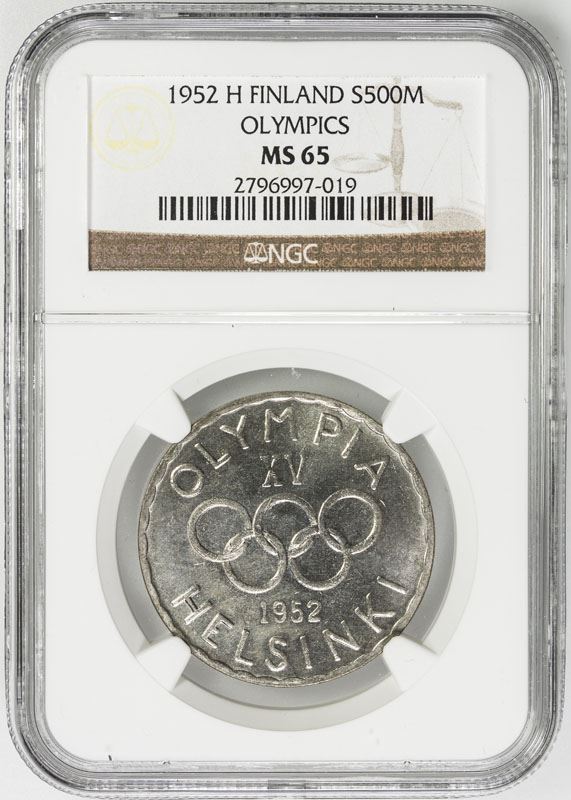 1952 H FINLAND S500M
OLYMPICS
MS 65
2796997-019
NGC
OLYMPIA
XV
1952
HELSINKI